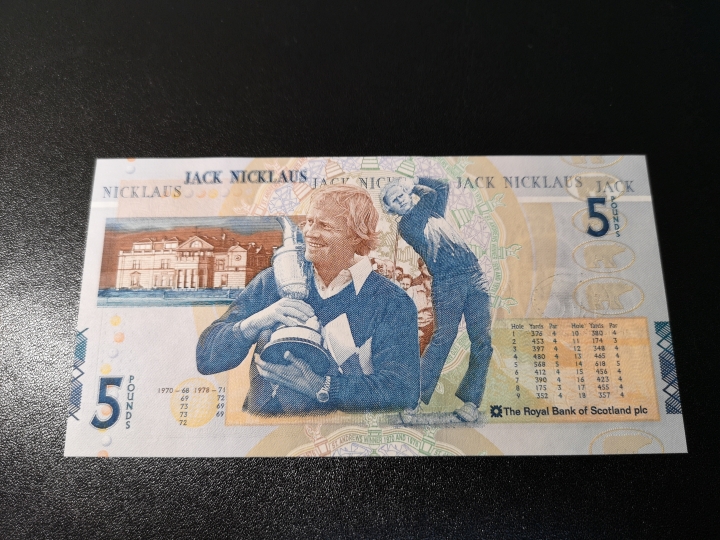 JACK NICKLAUS
NICKLAUS
JACK NICKLAUS
JACK
5
POUNDS
Hole Yards Par Hole Yards Par
1 376 4 10 380 4
2 453 4 11 174 3
3 397 4 12 348 4
4 480 4 13 465 4
5 568 5 14 618 5
6 412 4 15 456 4
7 390 4 16 423 4
8 175 3 17 455 4
9 352 4 18 357 4
The Royal Bank of Scotland plc
1970–68 1978–71
69 72
73 69
73 69
72
5
POUNDS